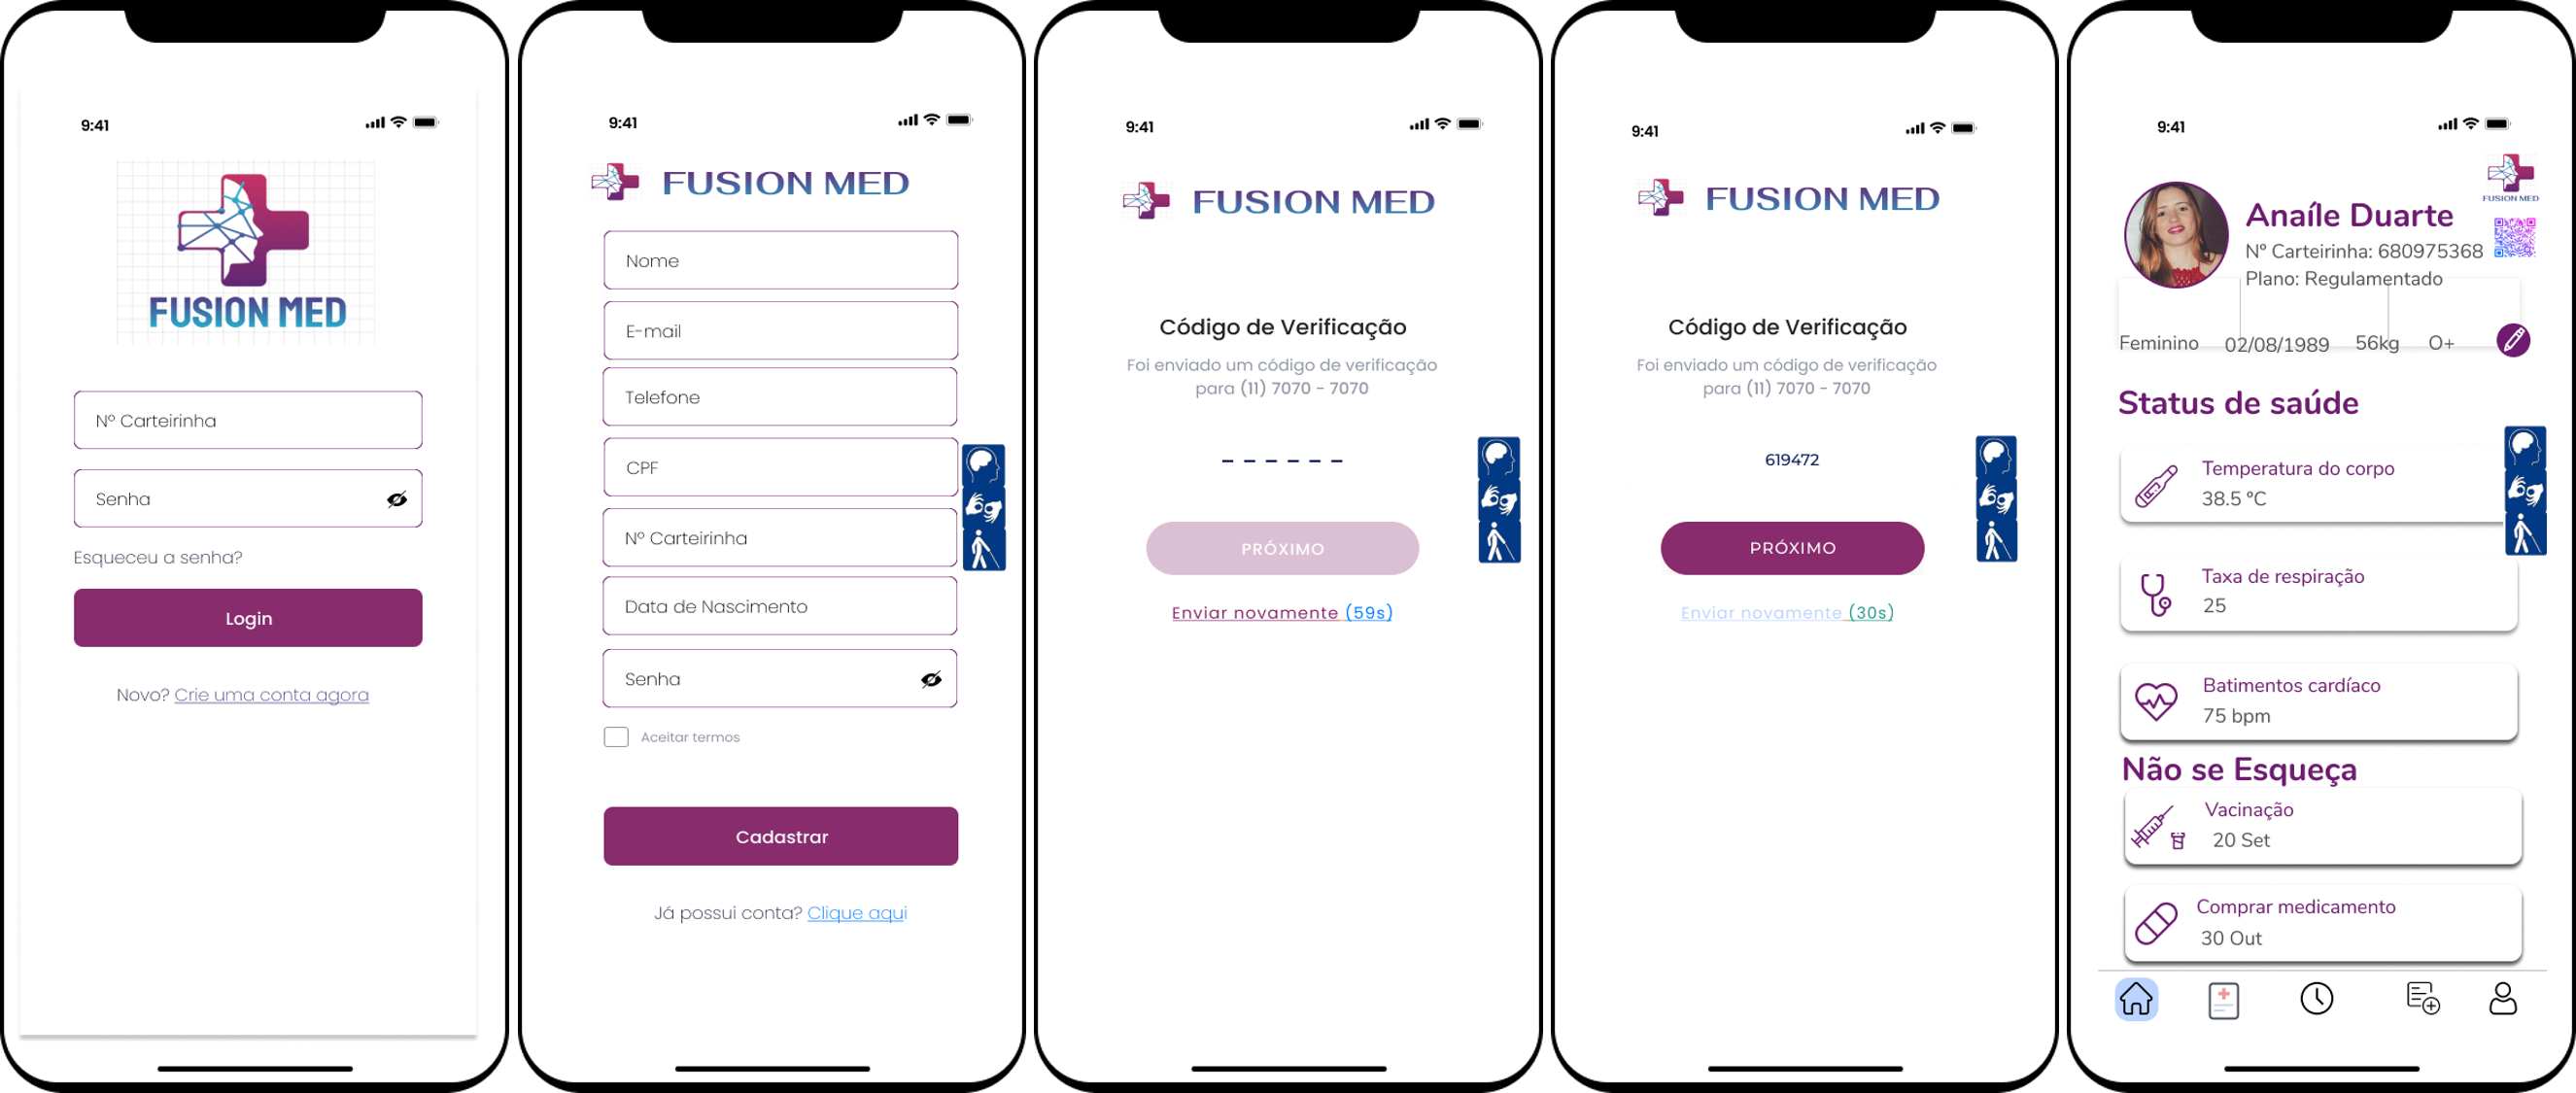 9:41
FUSION MED
Nº Carteirinha
Senha
Esqueceu a senha?
Login
Novo? Crie uma conta agora
9:41
FUSION MED
Nome
E-mail
Telefone
CPF
Nº Carteirinha
Data de Nascimento
Senha
Aceitar termos
Cadastrar
Já possui conta? Clique aqui
9:41
FUSION MED
Código de Verificação
Foi enviado um código de verificação
para (11) 7070 - 7070
PRÓXIMO
Enviar novamente (59s)
9:41
FUSION MED
Código de Verificação
Foi enviado um código de verificação
para (11) 7070 - 7070
619472
PRÓXIMO
Enviar novamente (30s)
9:41
FUSION MED
Anaíle Duarte
Nº Carteirinha: 680975368
Plano: Regulamentado
Feminino 02/08/1989 56kg O+
Status de saúde
Temperatura do corpo
38.5 ºC
Taxa de respiração
25
Batimentos cardíaco
75 bpm
Não se Esqueça
Vacinação
20 Set
Comprar medicamento
30 Out